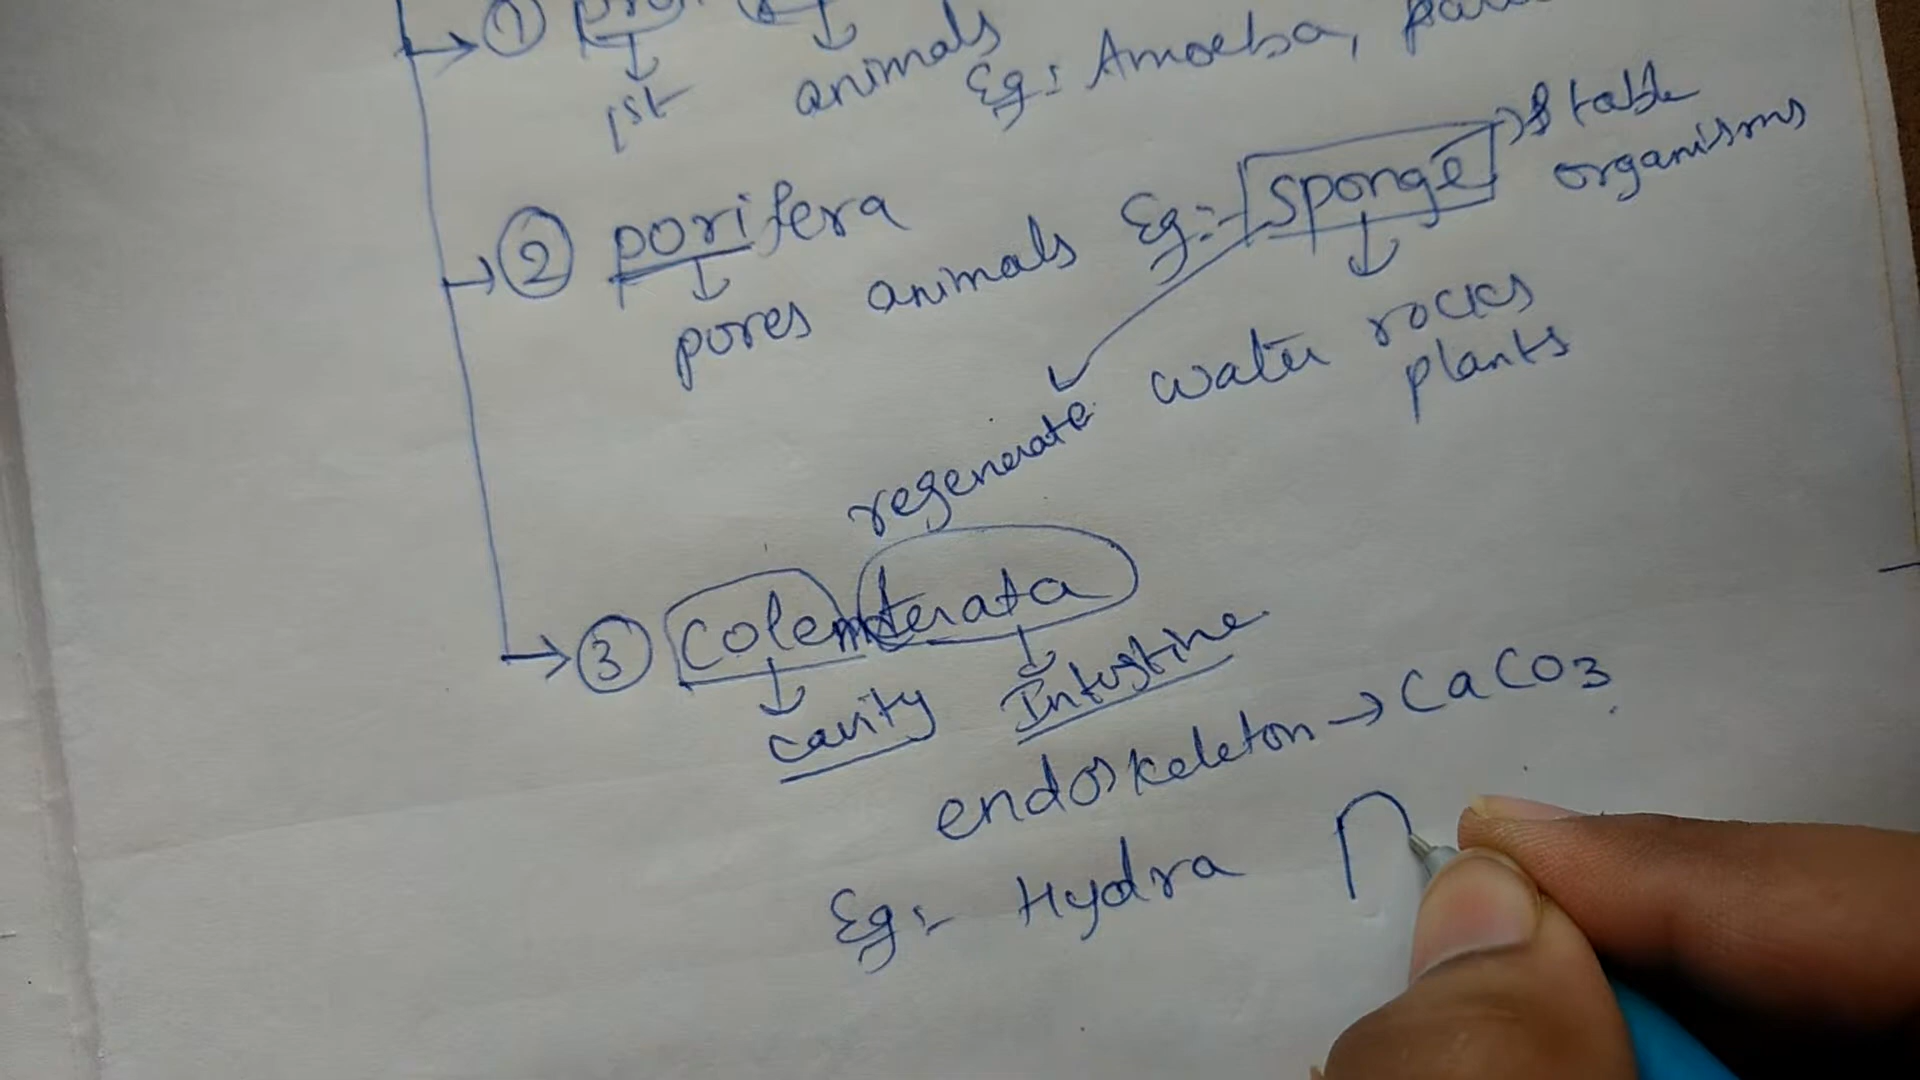 ①
1st animals Eg: Amoeba,
② porifera
pores animals Eg:- sponge stable
organisms
regenerate water rocks
plants
③ Colenterata
cavity Intestine
endoskeleton → CaCO3
Eg:- Hydra